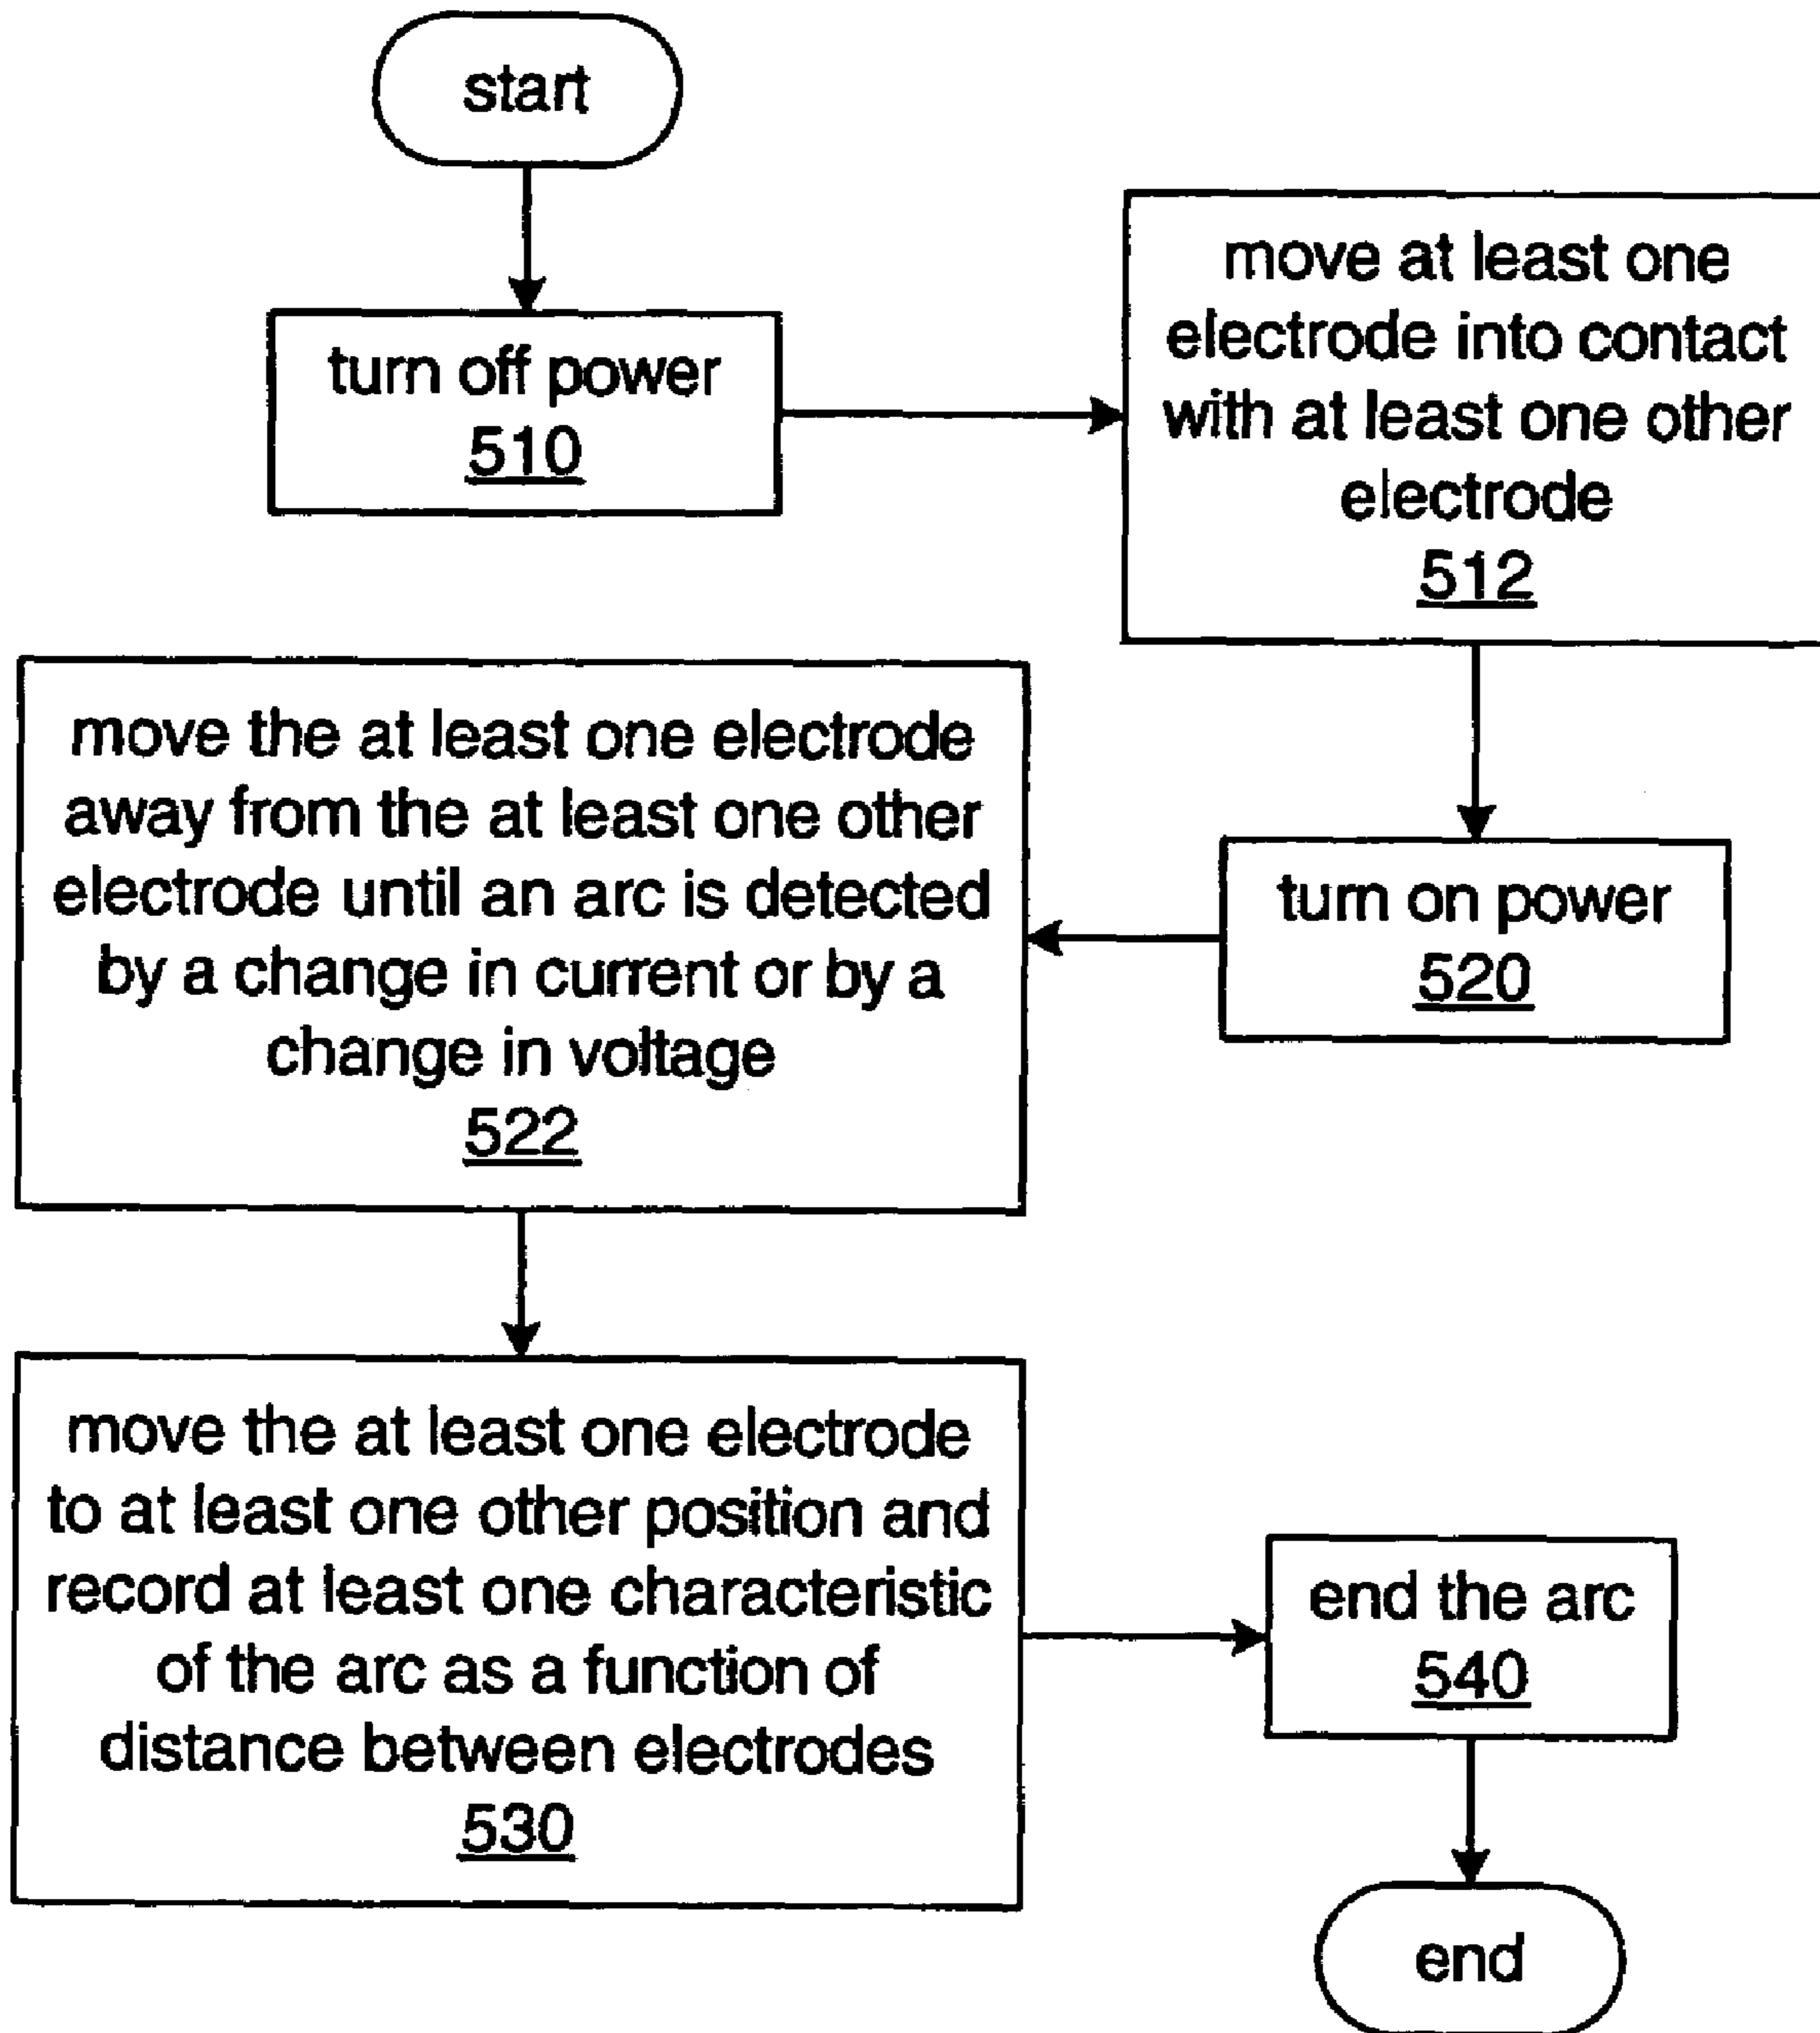 start
turn off power
510
move at least one
electrode into contact
with at least one other
electrode
512
turn on power
520
move the at least one electrode
away from the at least one other
electrode until an arc is detected
by a change in current or by a
change in voltage
522
move the at least one electrode
to at least one other position and
record at least one characteristic
of the arc as a function of
distance between electrodes
530
end the arc
540
end